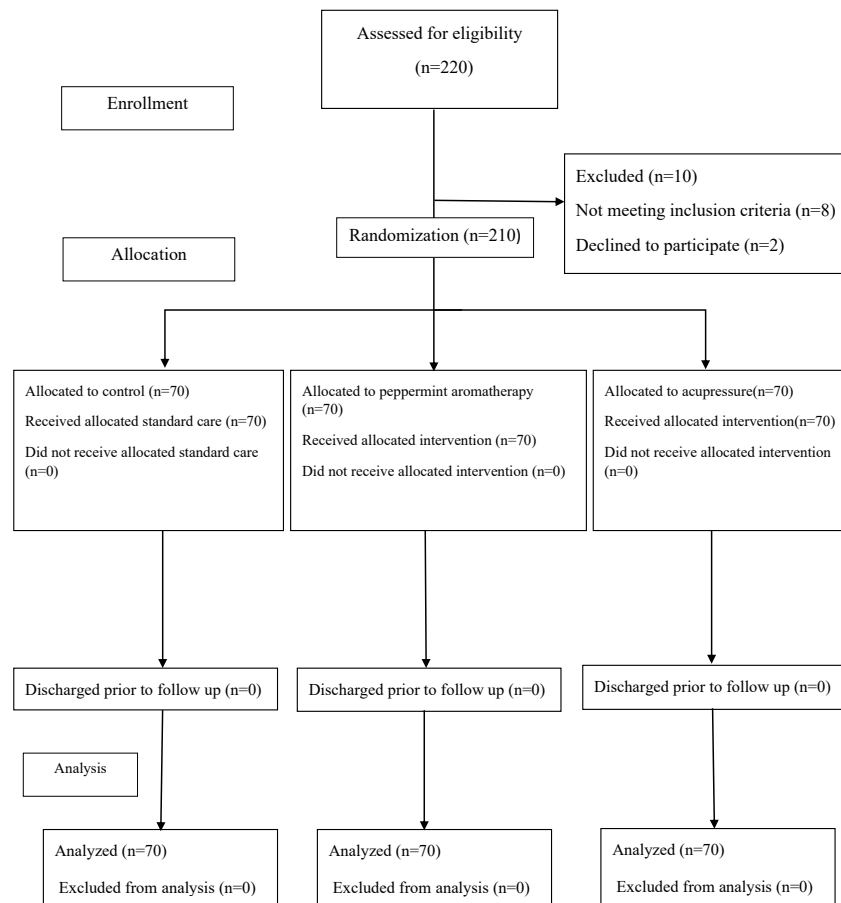 Assessed for eligibility
(n=220)
Enrollment
Excluded (n=10)
Not meeting inclusion criteria (n=8)
Declined to participate (n=2)
Randomization (n=210)
Allocation
Allocated to control (n=70)
Received allocated standard care (n=70)
Did not receive allocated standard care
(n=0)
Allocated to peppermint aromatherapy
(n=70)
Received allocated intervention (n=70)
Did not receive allocated intervention (n=0)
Allocated to acupressure(n=70)
Received allocated intervention(n=70)
Did not receive allocated intervention
(n=0)
Discharged prior to follow up (n=0)
Discharged prior to follow up (n=0)
Discharged prior to follow up (n=0)
Analysis
Analyzed (n=70)
Excluded from analysis (n=0)
Analyzed (n=70)
Excluded from analysis (n=0)
Analyzed (n=70)
Excluded from analysis (n=0)